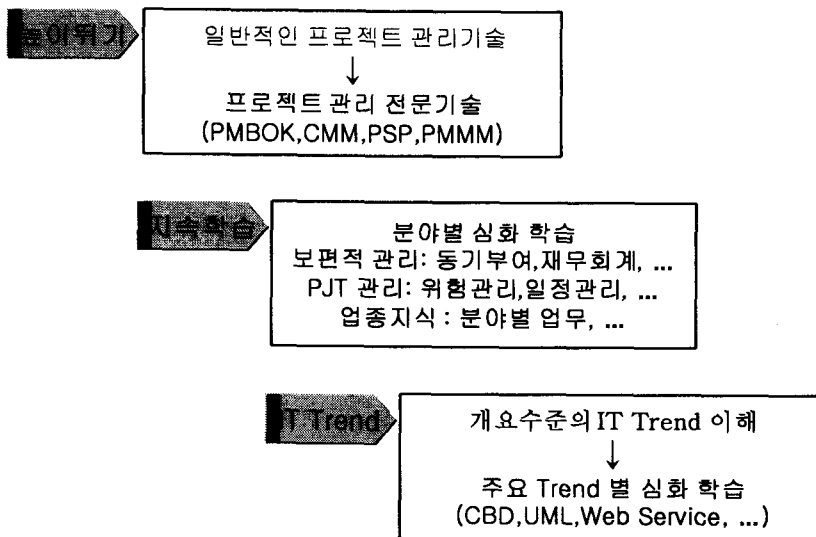 높이뛰기
일반적인 프로젝트 관리기술
↓
프로젝트 관리 전문기술
(PMBOK,CMM,PSP,PMMM)
지속학습
분야별 심화 학습
보편적 관리: 동기부여,재무회계, ...
PJT 관리: 위험관리,일정관리, ...
업종지식 : 분야별 업무, ...
IT Trend
개요수준의 IT Trend 이해
↓
주요 Trend 별 심화 학습
(CBD,UML,Web Service, ...)